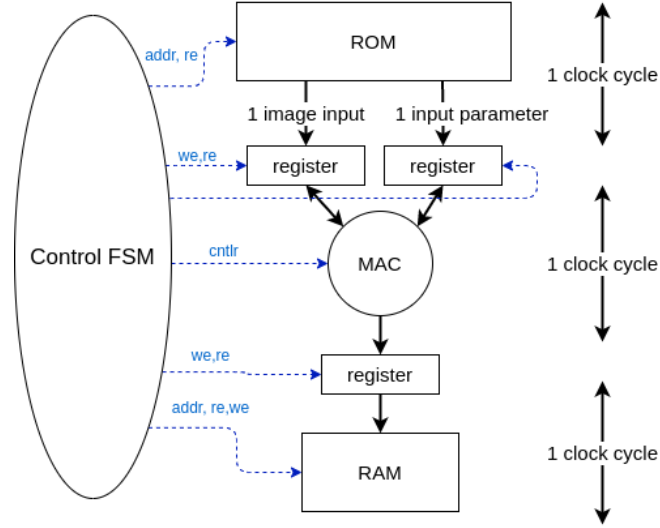 ROM
addr, re
1 clock cycle
1 image input
1 input parameter
we,re
register
register
Control FSM
cntlr
MAC
1 clock cycle
we,re
register
addr, re,we
RAM
1 clock cycle